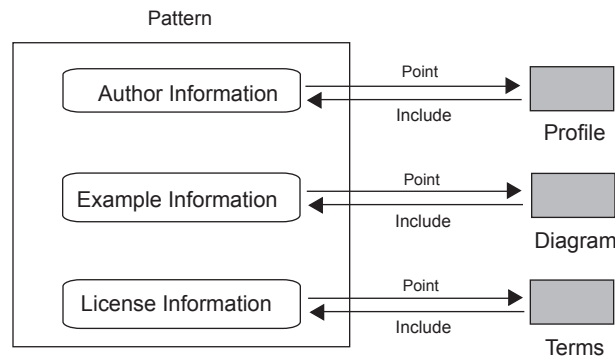 Pattern
Author Information
Point
Include
Profile
Example Information
Point
Include
Diagram
License Information
Point
Include
Terms